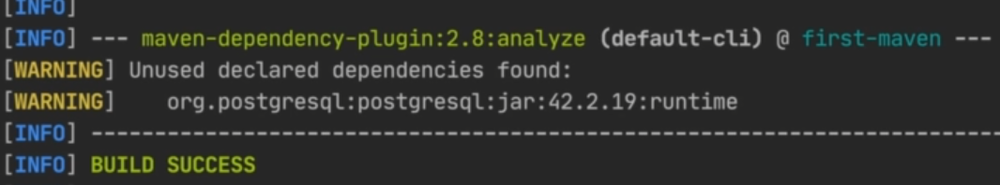 [INFO]
[INFO] --- maven-dependency-plugin:2.8:analyze (default-cli) @ first-maven ---
[WARNING] Unused declared dependencies found:
[WARNING]    org.postgresql:postgresql:jar:42.2.19:runtime
[INFO] ------------------------------------------------------------------------
[INFO] BUILD SUCCESS